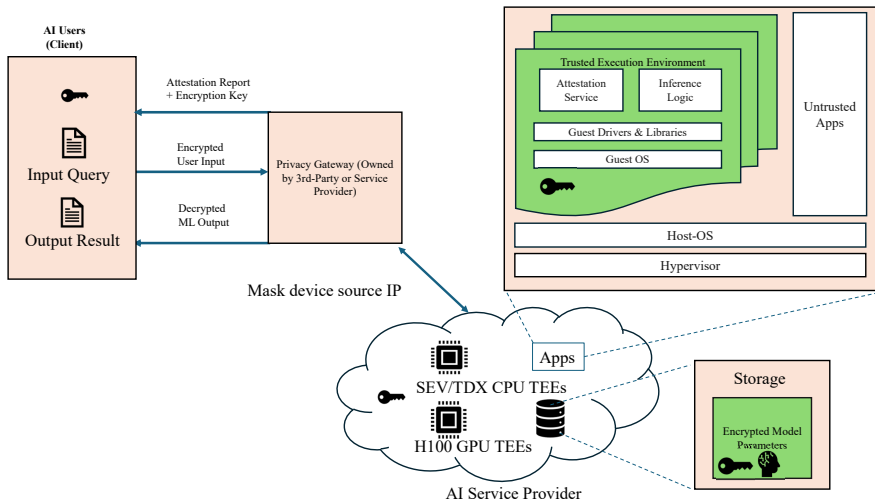 AI Users
(Client)
Input Query
Output Result
Attestation Report
+ Encryption Key
Encrypted
User Input
Decrypted
ML Output
Privacy Gateway (Owned
by 3rd-Party or Service
Provider)
Mask device source IP
Trusted Execution Environment
Attestation
Service
Inference
Logic
Guest Drivers & Libraries
Guest OS
Untrusted
Apps
Host-OS
Hypervisor
Apps
SEV/TDX CPU TEEs
H100 GPU TEEs
AI Service Provider
Storage
Encrypted Model
Parameters